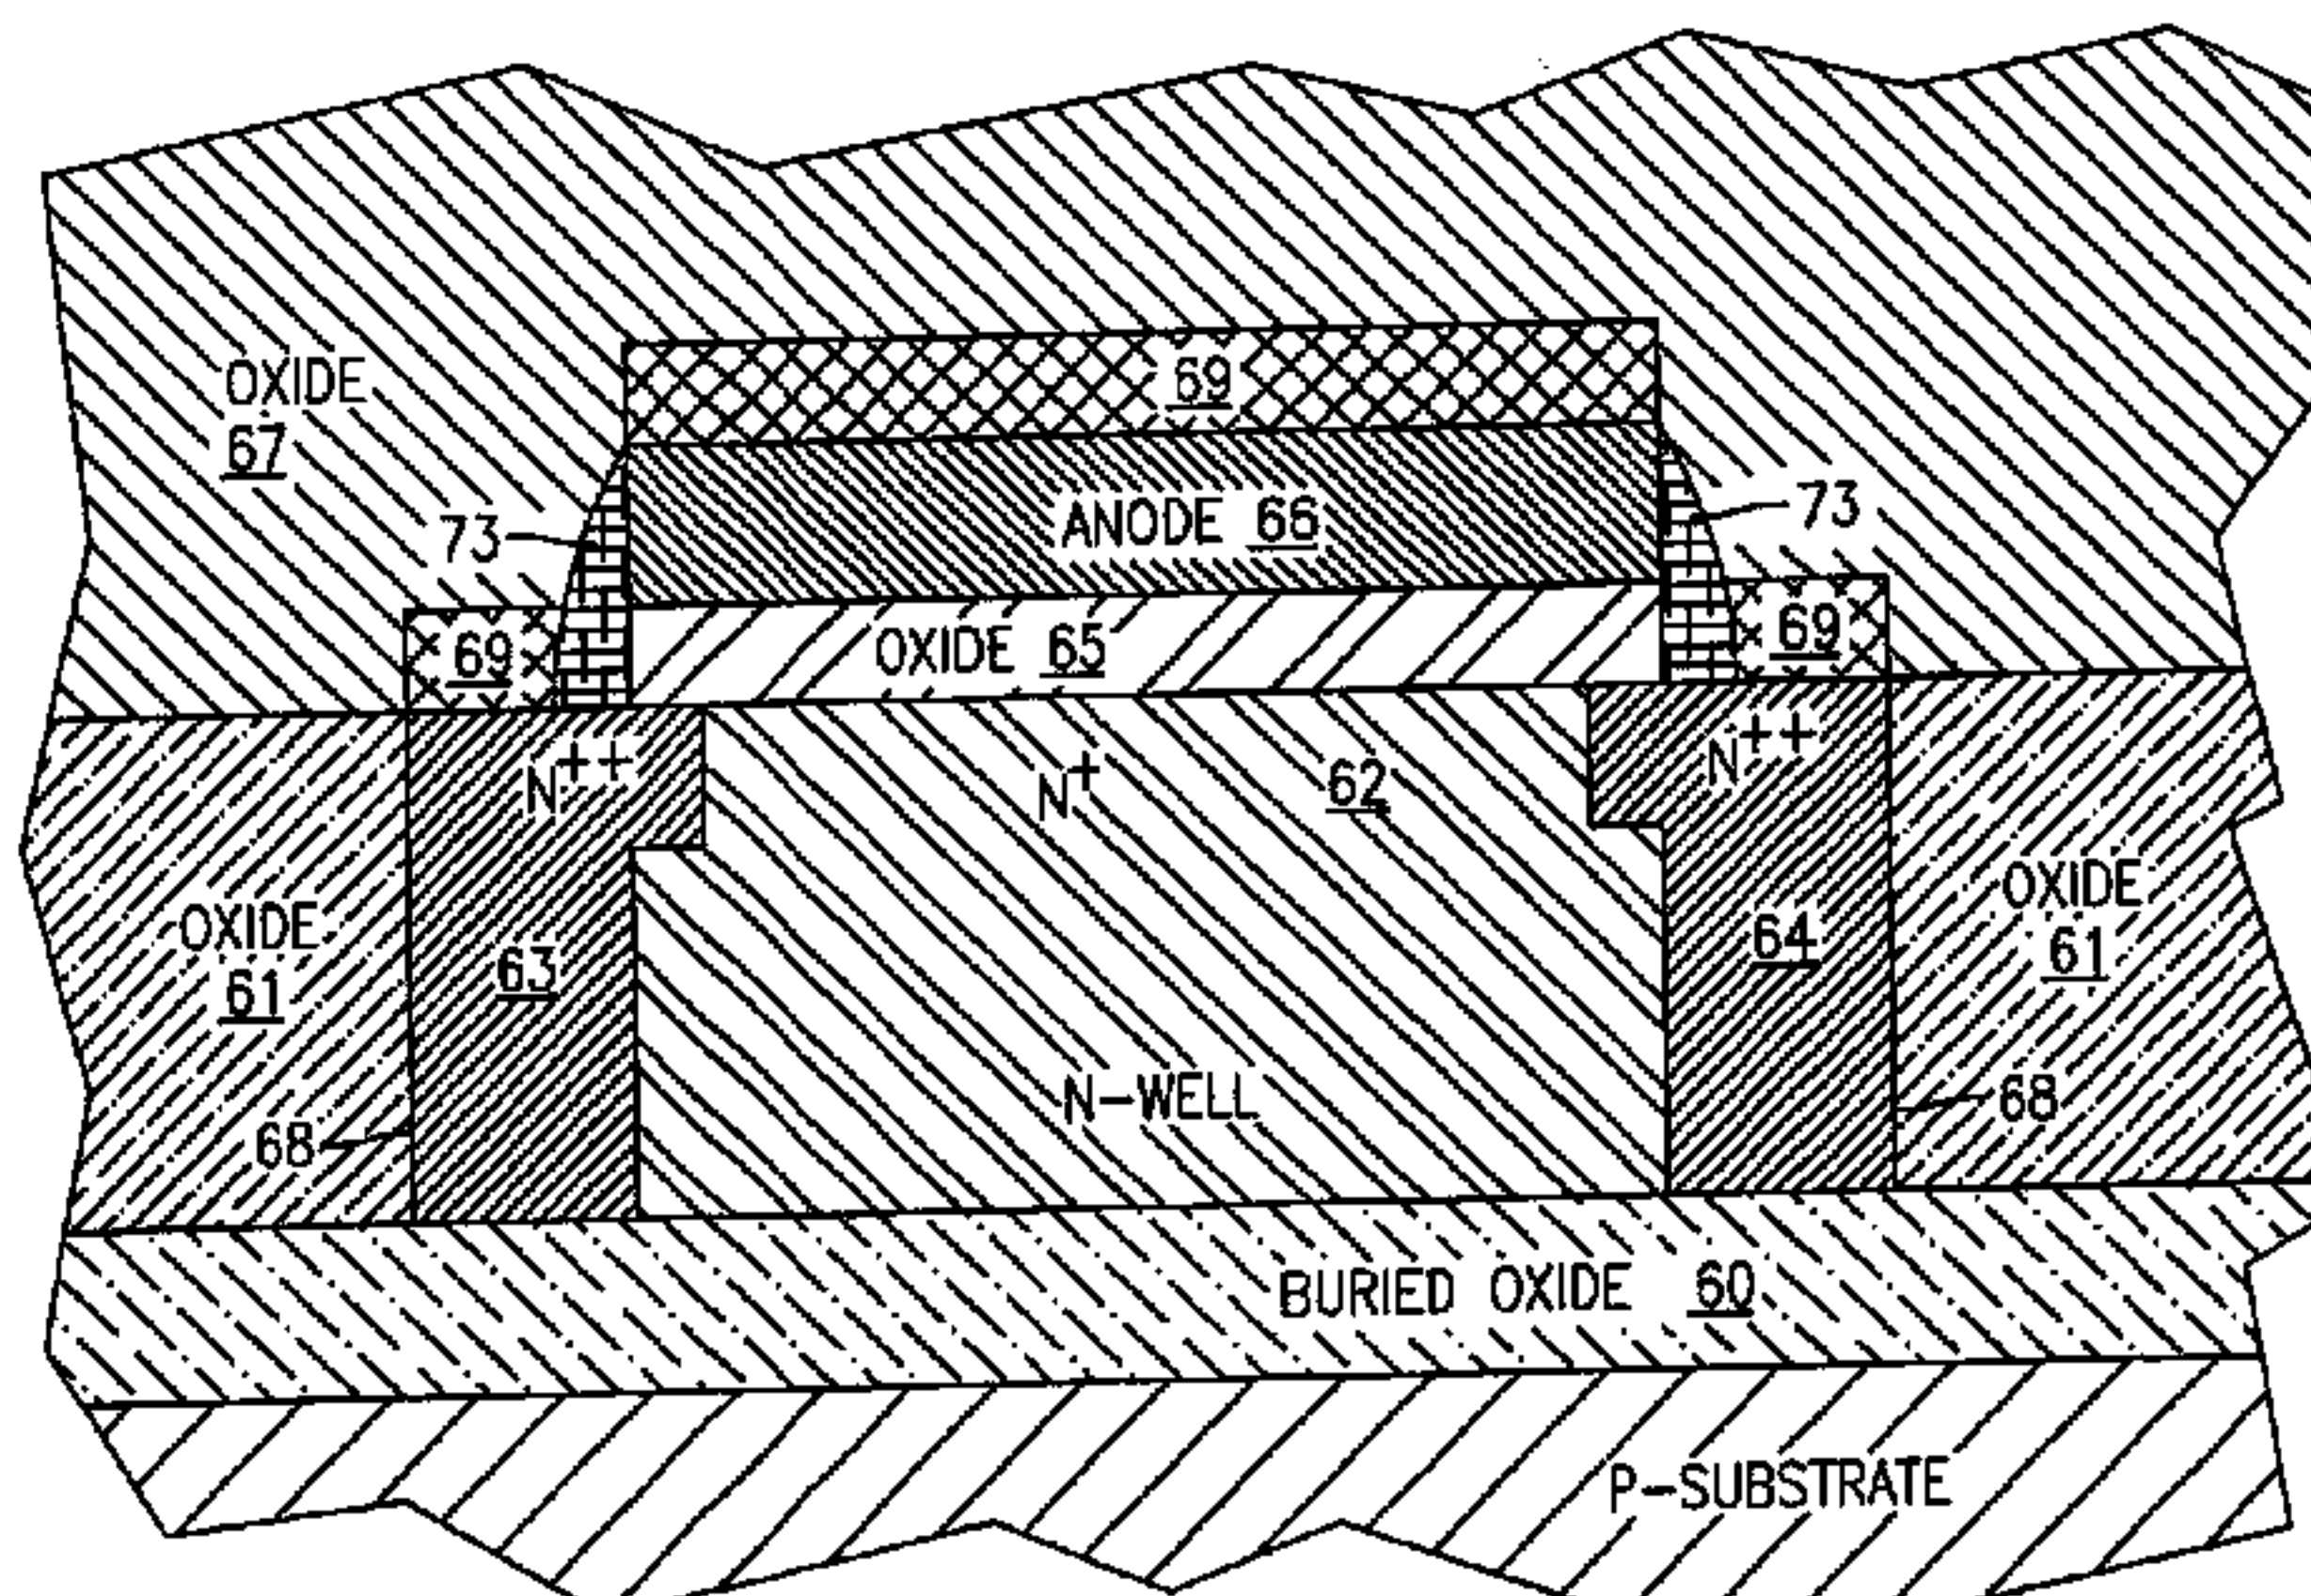 69
OXIDE
67
ANODE 66
73
73
69
OXIDE 65
69
N++
N+
62
N++
OXIDE
61
63
64
OXIDE
61
68
N-WELL
68
BURIED OXIDE 60
P-SUBSTRATE